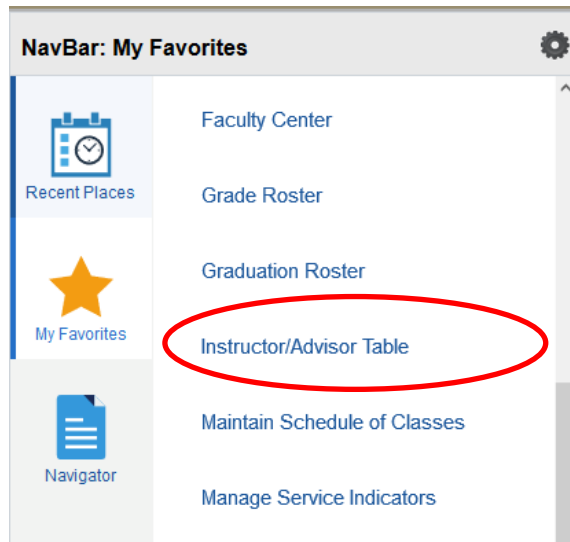 NavBar: My Favorites
Recent Places
My Favorites
Navigator
Faculty Center
Grade Roster
Graduation Roster
Instructor/Advisor Table
Maintain Schedule of Classes
Manage Service Indicators